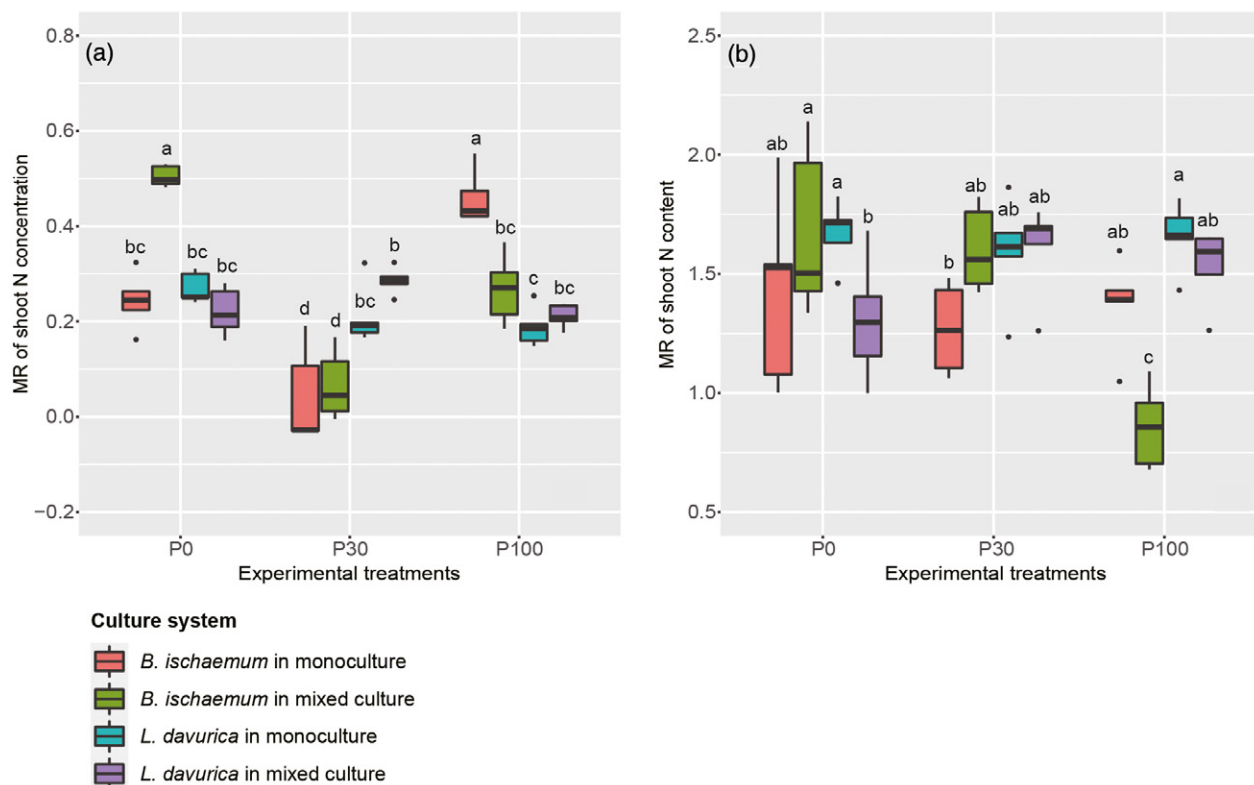 (a)
MR of shoot N concentration
0.8
0.6
0.4
0.2
0.0
−0.2
a
bc
bc
bc
d
d
bc
b
a
bc
c
bc
P0
P30
P100
Experimental treatments
(b)
MR of shoot N content
2.5
2.0
1.5
1.0
0.5
ab
a
a
b
b
ab
ab
ab
ab
c
a
ab
P0
P30
P100
Experimental treatments
Culture system
B. ischaemum in monoculture
B. ischaemum in mixed culture
L. davurica in monoculture
L. davurica in mixed culture